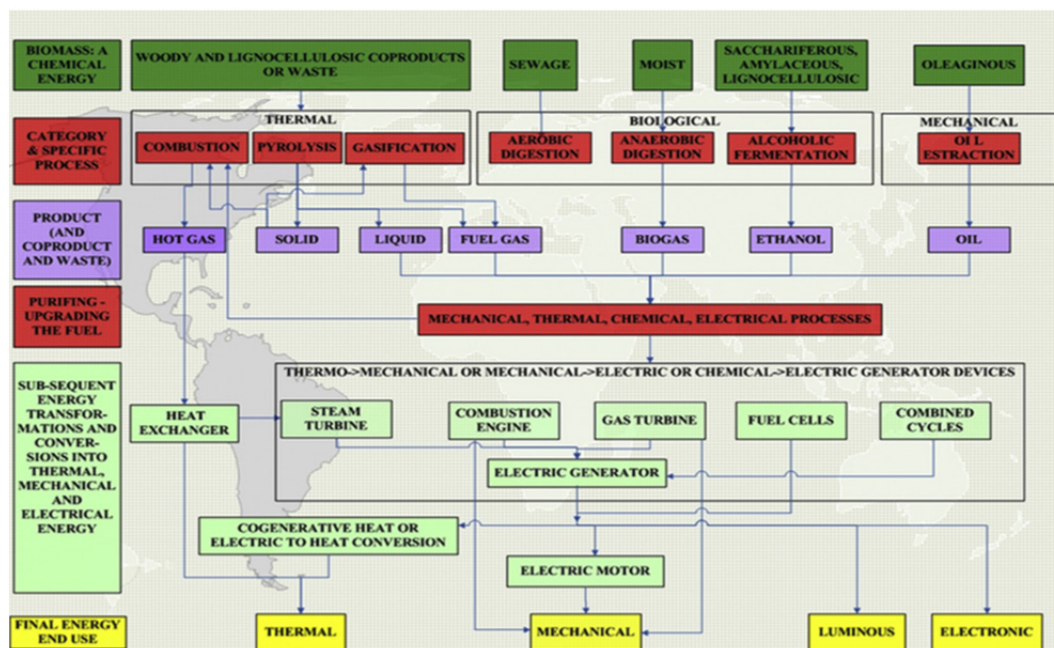 BIOMASS: A
CHEMICAL
ENERGY
WOODY AND LIGNOCELLULOSIC COPRODUCTS
OR WASTE
SEWAGE
MOIST
SACCHARIFEROUS,
AMYLACEOUS,
LIGNOCELLULOSIC
OLEAGINOUS
CATEGORY
& SPECIFIC
PROCESS
THERMAL
COMBUSTION
PYROLYSIS
GASIFICATION
BIOLOGICAL
AEROBIC
DIGESTION
ANAEROBIC
DIGESTION
ALCOHOLIC
FERMENTATION
MECHANICAL
OI L
ESTRACTION
PRODUCT
(AND
COPRODUCT
AND WASTE)
HOT GAS
SOLID
LIQUID
FUEL GAS
BIOGAS
ETHANOL
OIL
PURIFING -
UPGRADING
THE FUEL
MECHANICAL, THERMAL, CHEMICAL, ELECTRICAL PROCESSES
SUB-SEQUENT
ENERGY
TRANSFOR-
MATIONS AND
CONVER-
SIONS INTO
THERMAL,
MECHANICAL
AND
ELECTRICAL
ENERGY
THERMO->MECHANICAL OR MECHANICAL->ELECTRIC OR CHEMICAL->ELECTRIC GENERATOR DEVICES
HEAT
EXCHANGER
STEAM
TURBINE
COMBUSTION
ENGINE
GAS TURBINE
FUEL CELLS
COMBINED
CYCLES
ELECTRIC GENERATOR
COGENERATIVE HEAT OR
ELECTRIC TO HEAT CONVERSION
ELECTRIC MOTOR
FINAL ENERGY
END USE
THERMAL
MECHANICAL
LUMINOUS
ELECTRONIC